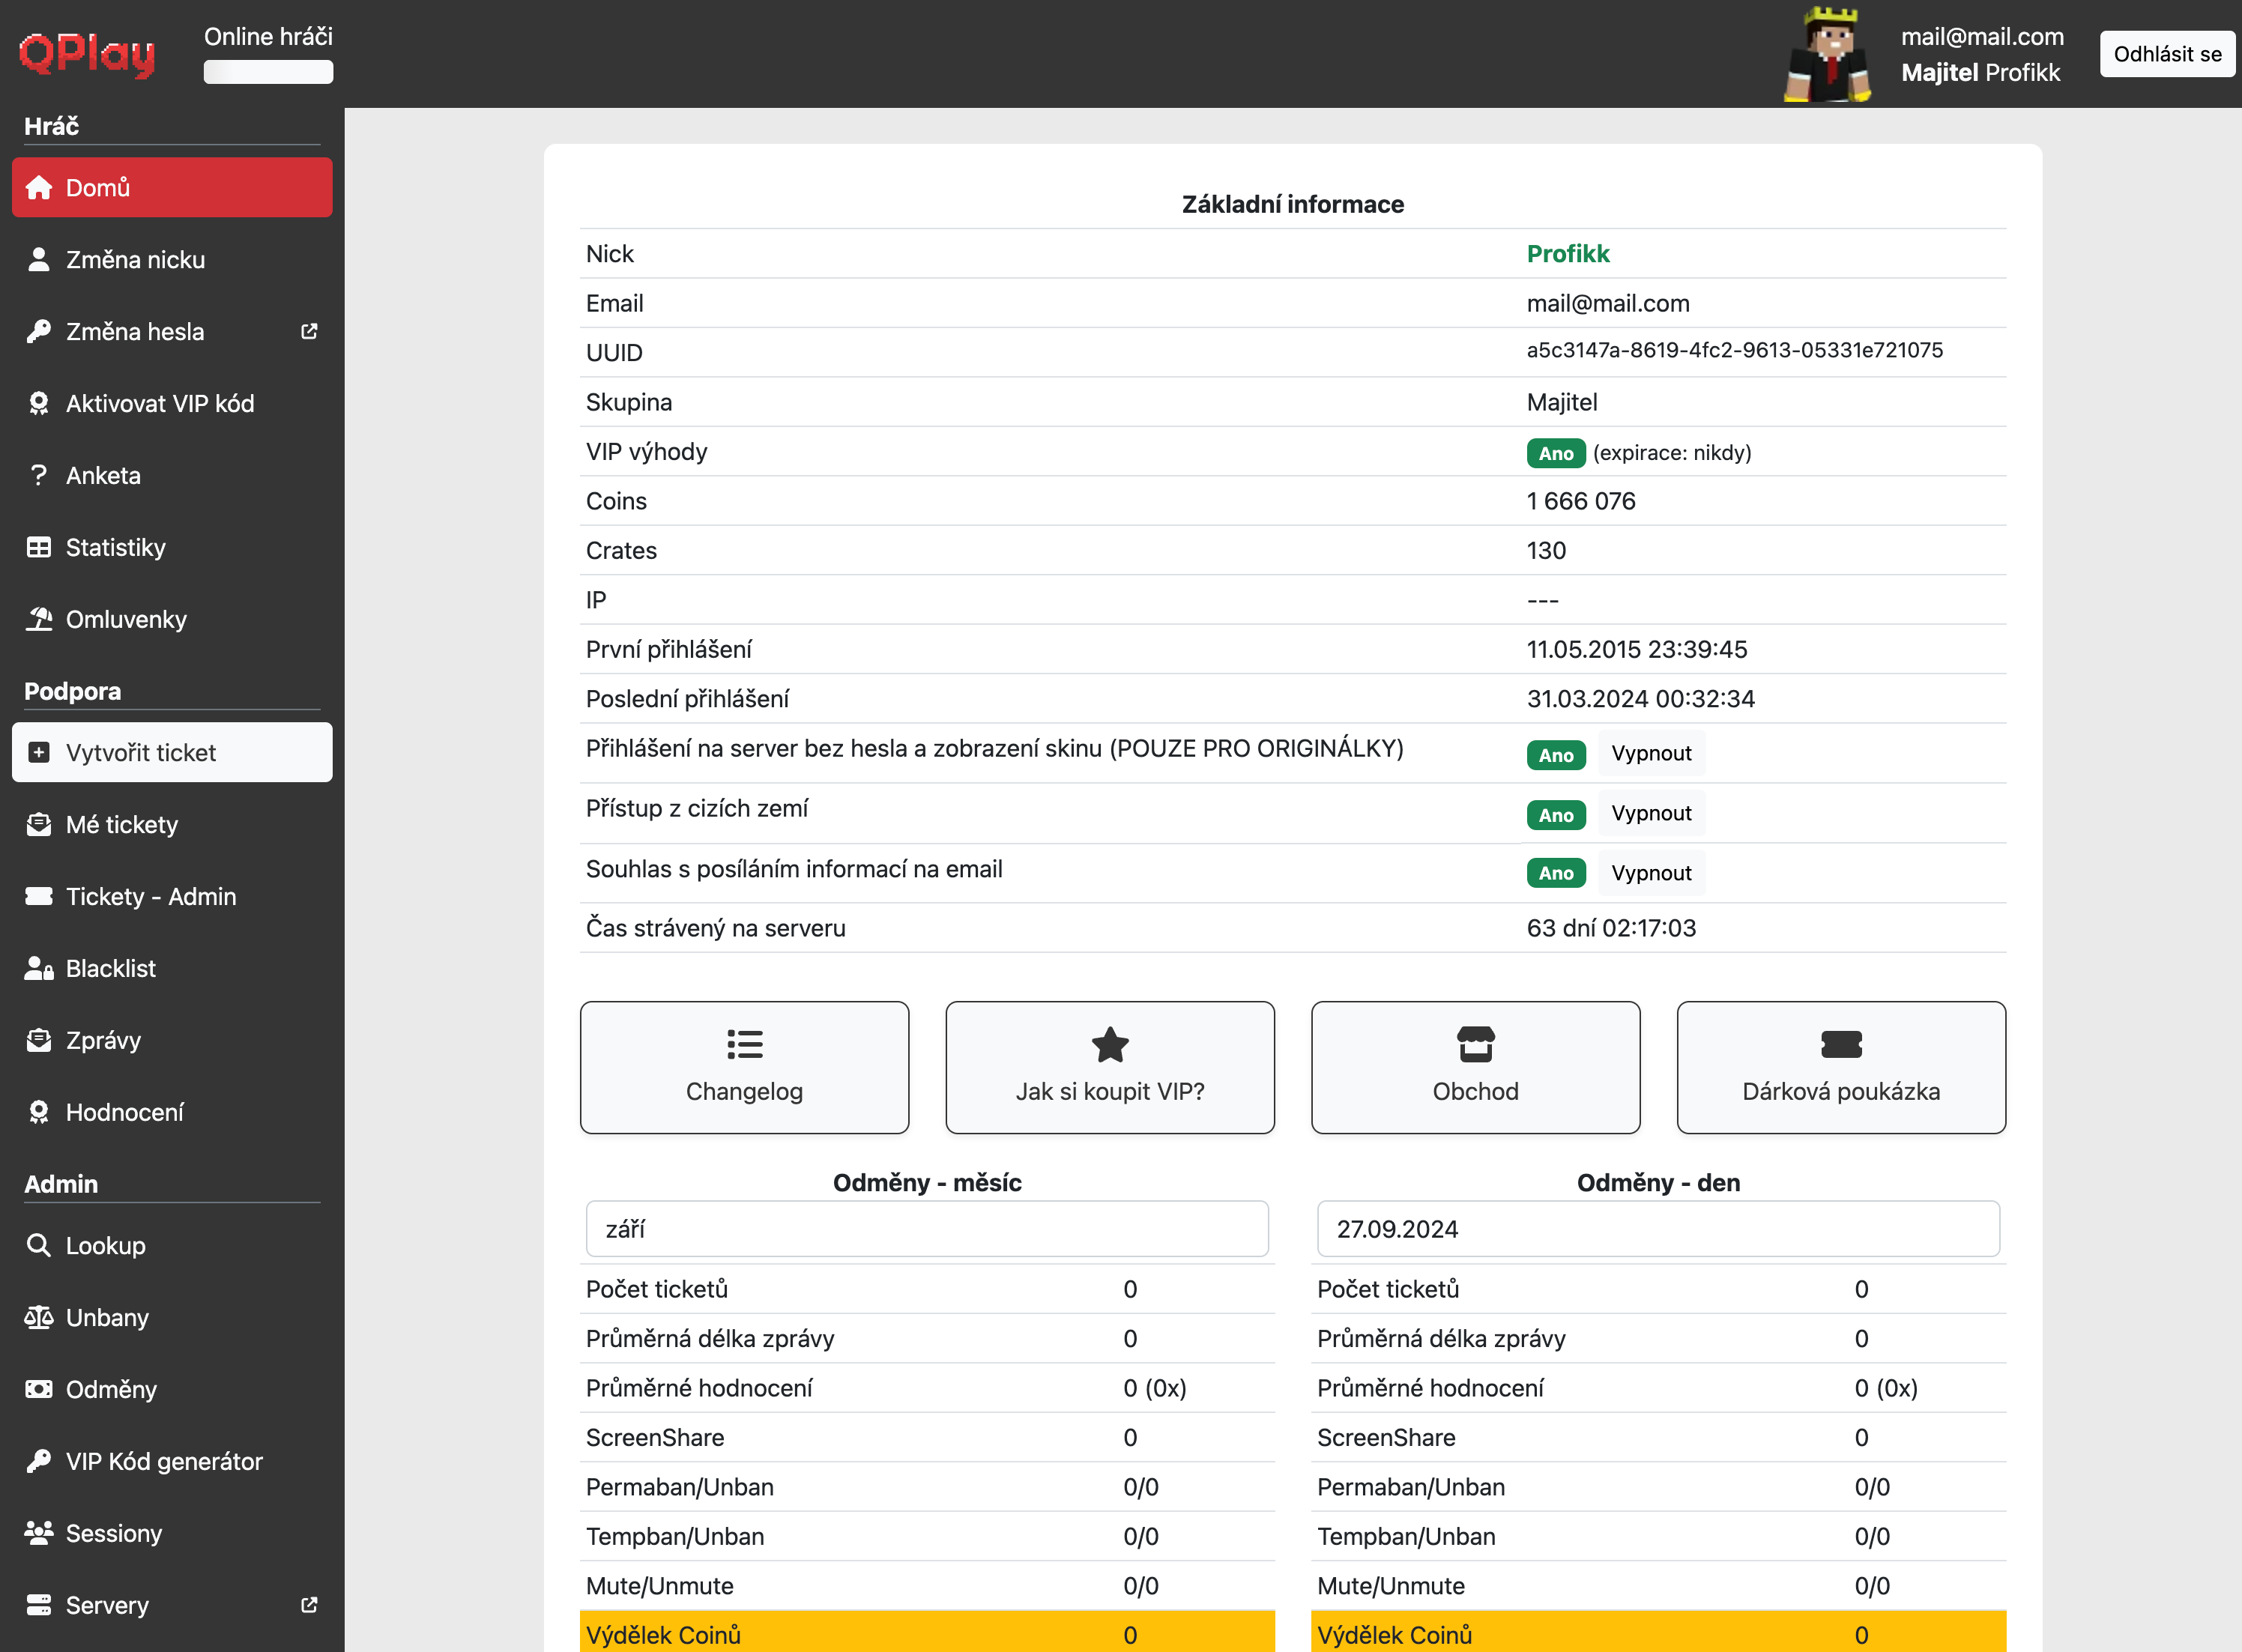 QPlay
Online hráči
mail@mail.com
Majitel Profikk
Odhlásit se
Hráč
Domů
Změna nicku
Změna hesla
Aktivovat VIP kód
Anketa
Statistiky
Omluvenky
Podpora
Vytvořit ticket
Mé tickety
Tickety - Admin
Blacklist
Zprávy
Hodnocení
Admin
Lookup
Unbany
Odměny
VIP Kód generátor
Sessiony
Servery
Základní informace
Nick Profikk
Email mail@mail.com
UUID a5c3147a-8619-4fc2-9613-05331e721075
Skupina Majitel
VIP výhody Ano (expirace: nikdy)
Coins 1 666 076
Crates 130
IP ---
První přihlášení 11.05.2015 23:39:45
Poslední přihlášení 31.03.2024 00:32:34
Přihlášení na server bez hesla a zobrazení skinu (POUZE PRO ORIGINÁLKY) Ano Vypnout
Přístup z cizích zemí Ano Vypnout
Souhlas s posíláním informací na email Ano Vypnout
Čas strávený na serveru 63 dní 02:17:03
Changelog
Jak si koupit VIP?
Obchod
Dárková poukázka
Odměny - měsíc
září
Počet ticketů 0
Průměrná délka zprávy 0
Průměrné hodnocení 0 (0x)
ScreenShare 0
Permaban/Unban 0/0
Tempban/Unban 0/0
Mute/Unmute 0/0
Výdělek Coinů 0
Odměny - den
27.09.2024
Počet ticketů 0
Průměrná délka zprávy 0
Průměrné hodnocení 0 (0x)
ScreenShare 0
Permaban/Unban 0/0
Tempban/Unban 0/0
Mute/Unmute 0/0
Výdělek Coinů 0